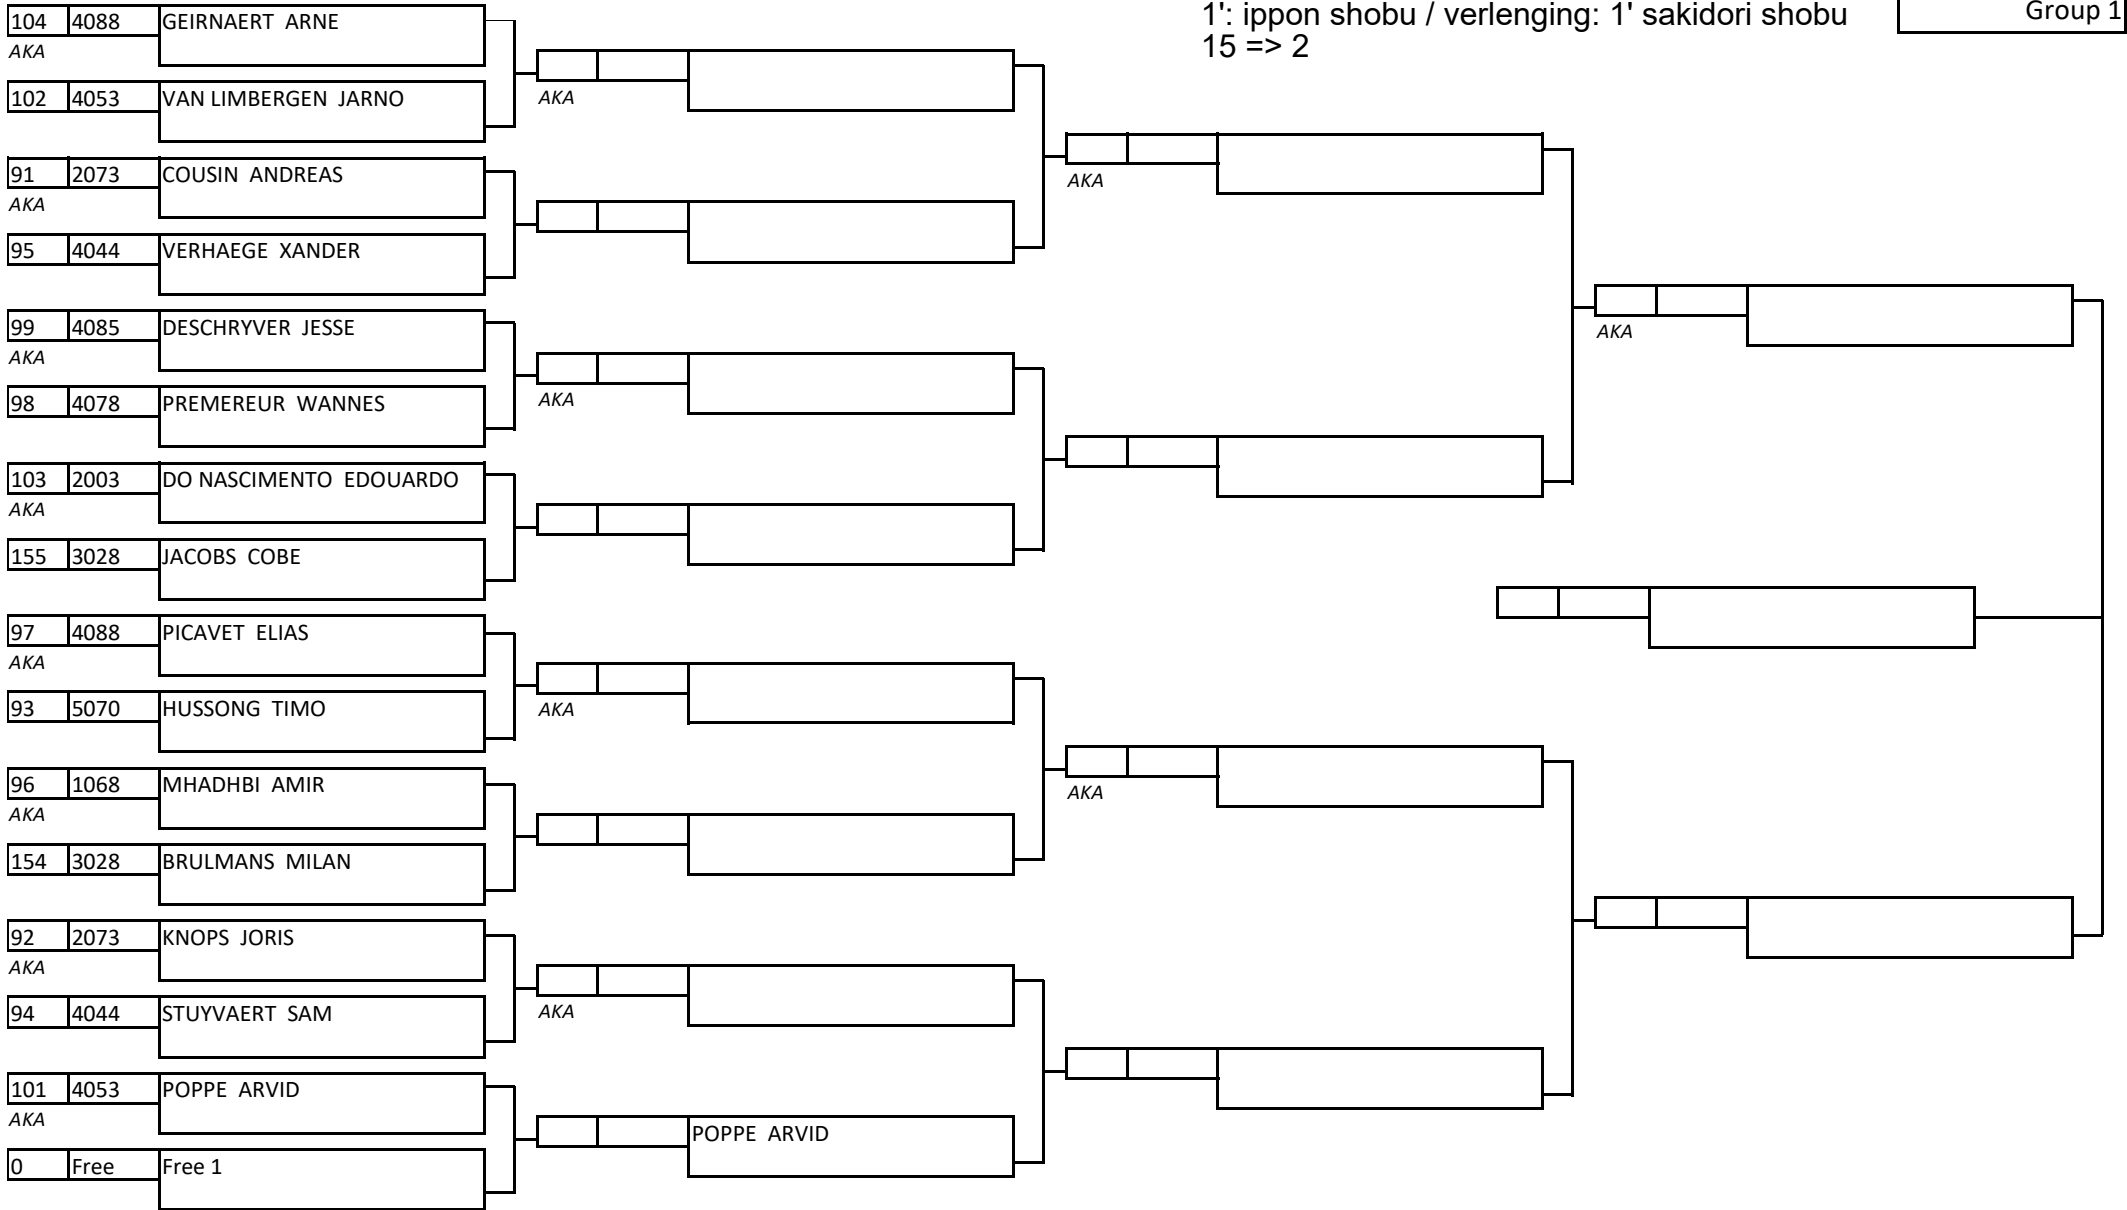 1': ippon shobu / verlenging: 1' sakidori shobu
15 => 2
Group 1
104 4088 GEIRNAERT ARNE
AKA
AKA
102 4053 VAN LIMBERGEN JARNO
91 2073 COUSIN ANDREAS
AKA
AKA
95 4044 VERHAEGE XANDER
99 4085 DESCHRYVER JESSE
AKA
AKA
98 4078 PREMEREUR WANNES
AKA
103 2003 DO NASCIMENTO EDOUARDO
AKA
155 3028 JACOBS COBE
97 4088 PICAVET ELIAS
AKA
93 5070 HUSSONG TIMO
AKA
96 1068 MHADHBI AMIR
AKA
AKA
154 3028 BRULMANS MILAN
92 2073 KNOPS JORIS
AKA
94 4044 STUYVAERT SAM
AKA
101 4053 POPPE ARVID
AKA
POPPE ARVID
0 Free Free 1